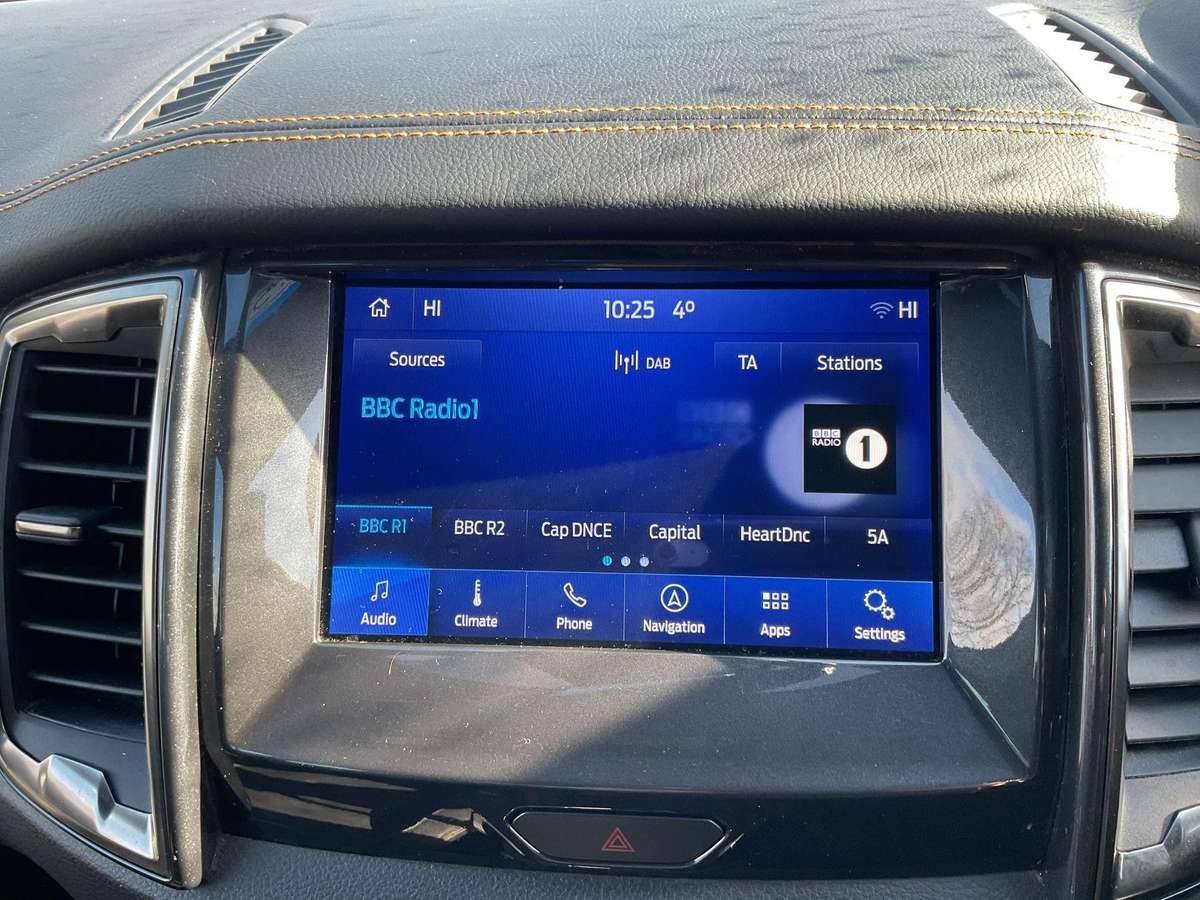 HI 10:25 4º HI
Sources DAB TA Stations
BBC Radio1
BBC
RADIO 1
BBC R1 BBC R2 Cap DNCE Capital HeartDnc 5A
Audio Climate Phone Navigation Apps Settings